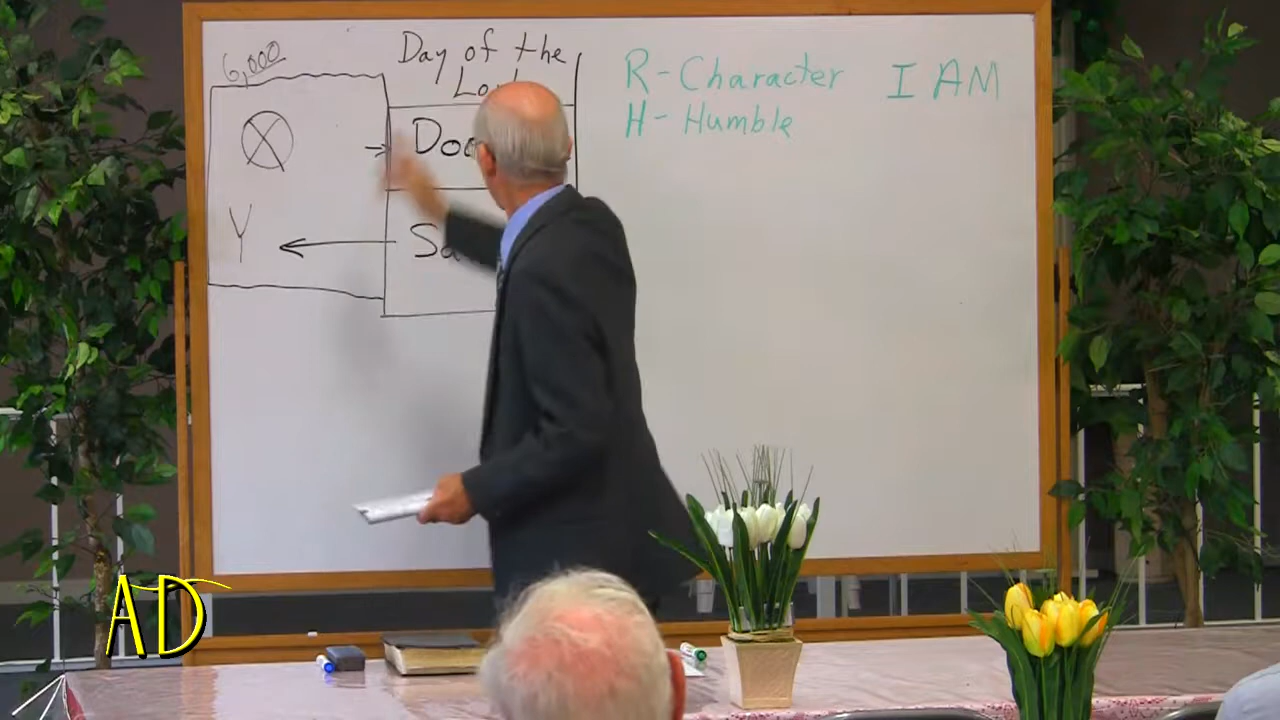 6,000
Day of the
R- Character I AM
H- Humble
X
Y
AD